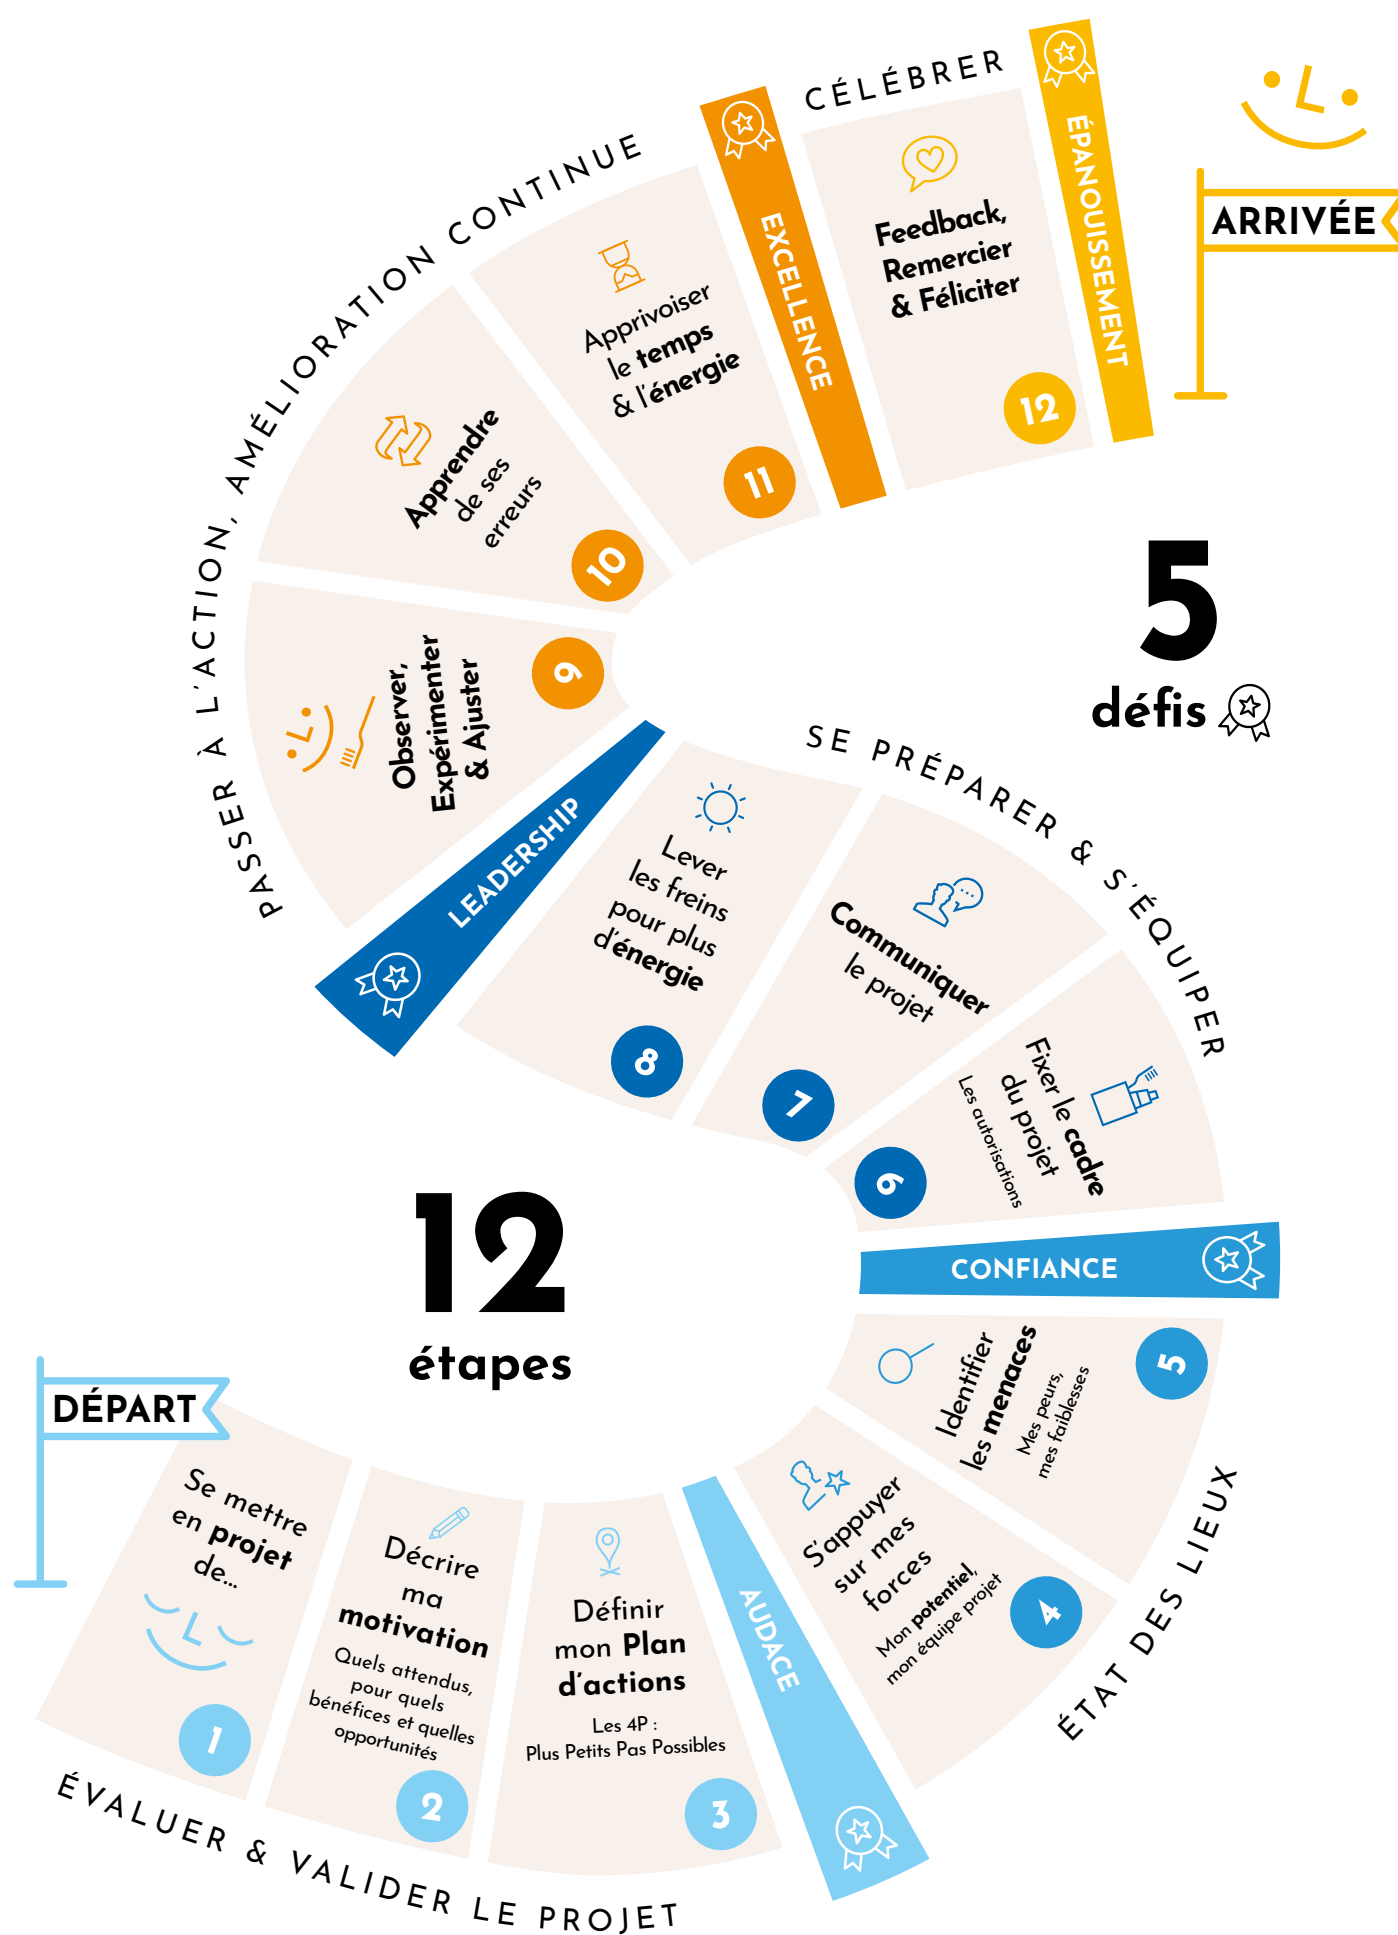 DÉPART
Se mettre
en projet
de...
1
Décrire
ma
motivation
Quels attendus,
pour quels
bénéfices et quelles
opportunités
2
Définir
mon Plan
d'actions
Les 4P :
Plus Petits Pas Possibles
3
ÉVALUER & VALIDER LE PROJET
AUDACE
S'appuyer
sur mes
forces
Mon potentiel,
mon équipe projet
4
Identifier
les menaces
Mes peurs,
mes faiblesses
5
ÉTAT DES LIEUX
CONFIANCE
Fixer le cadre
du projet
Les autorisations
6
Communiquer
le projet
7
Lever
les freins
pour plus
d'énergie
8
SE PRÉPARER & S'ÉQUIPER
LEADERSHIP
Observer,
Expérimenter
& Ajuster
9
Apprendre
de ses
erreurs
10
Apprivoiser
le temps
& l'énergie
11
PASSER À L'ACTION, AMÉLIORATION CONTINUE
EXCELLENCE
CÉLÉBRER
Feedback,
Remercier
& Féliciter
12
ÉPANOUISSEMENT
ARRIVÉE
5
défis
12
étapes